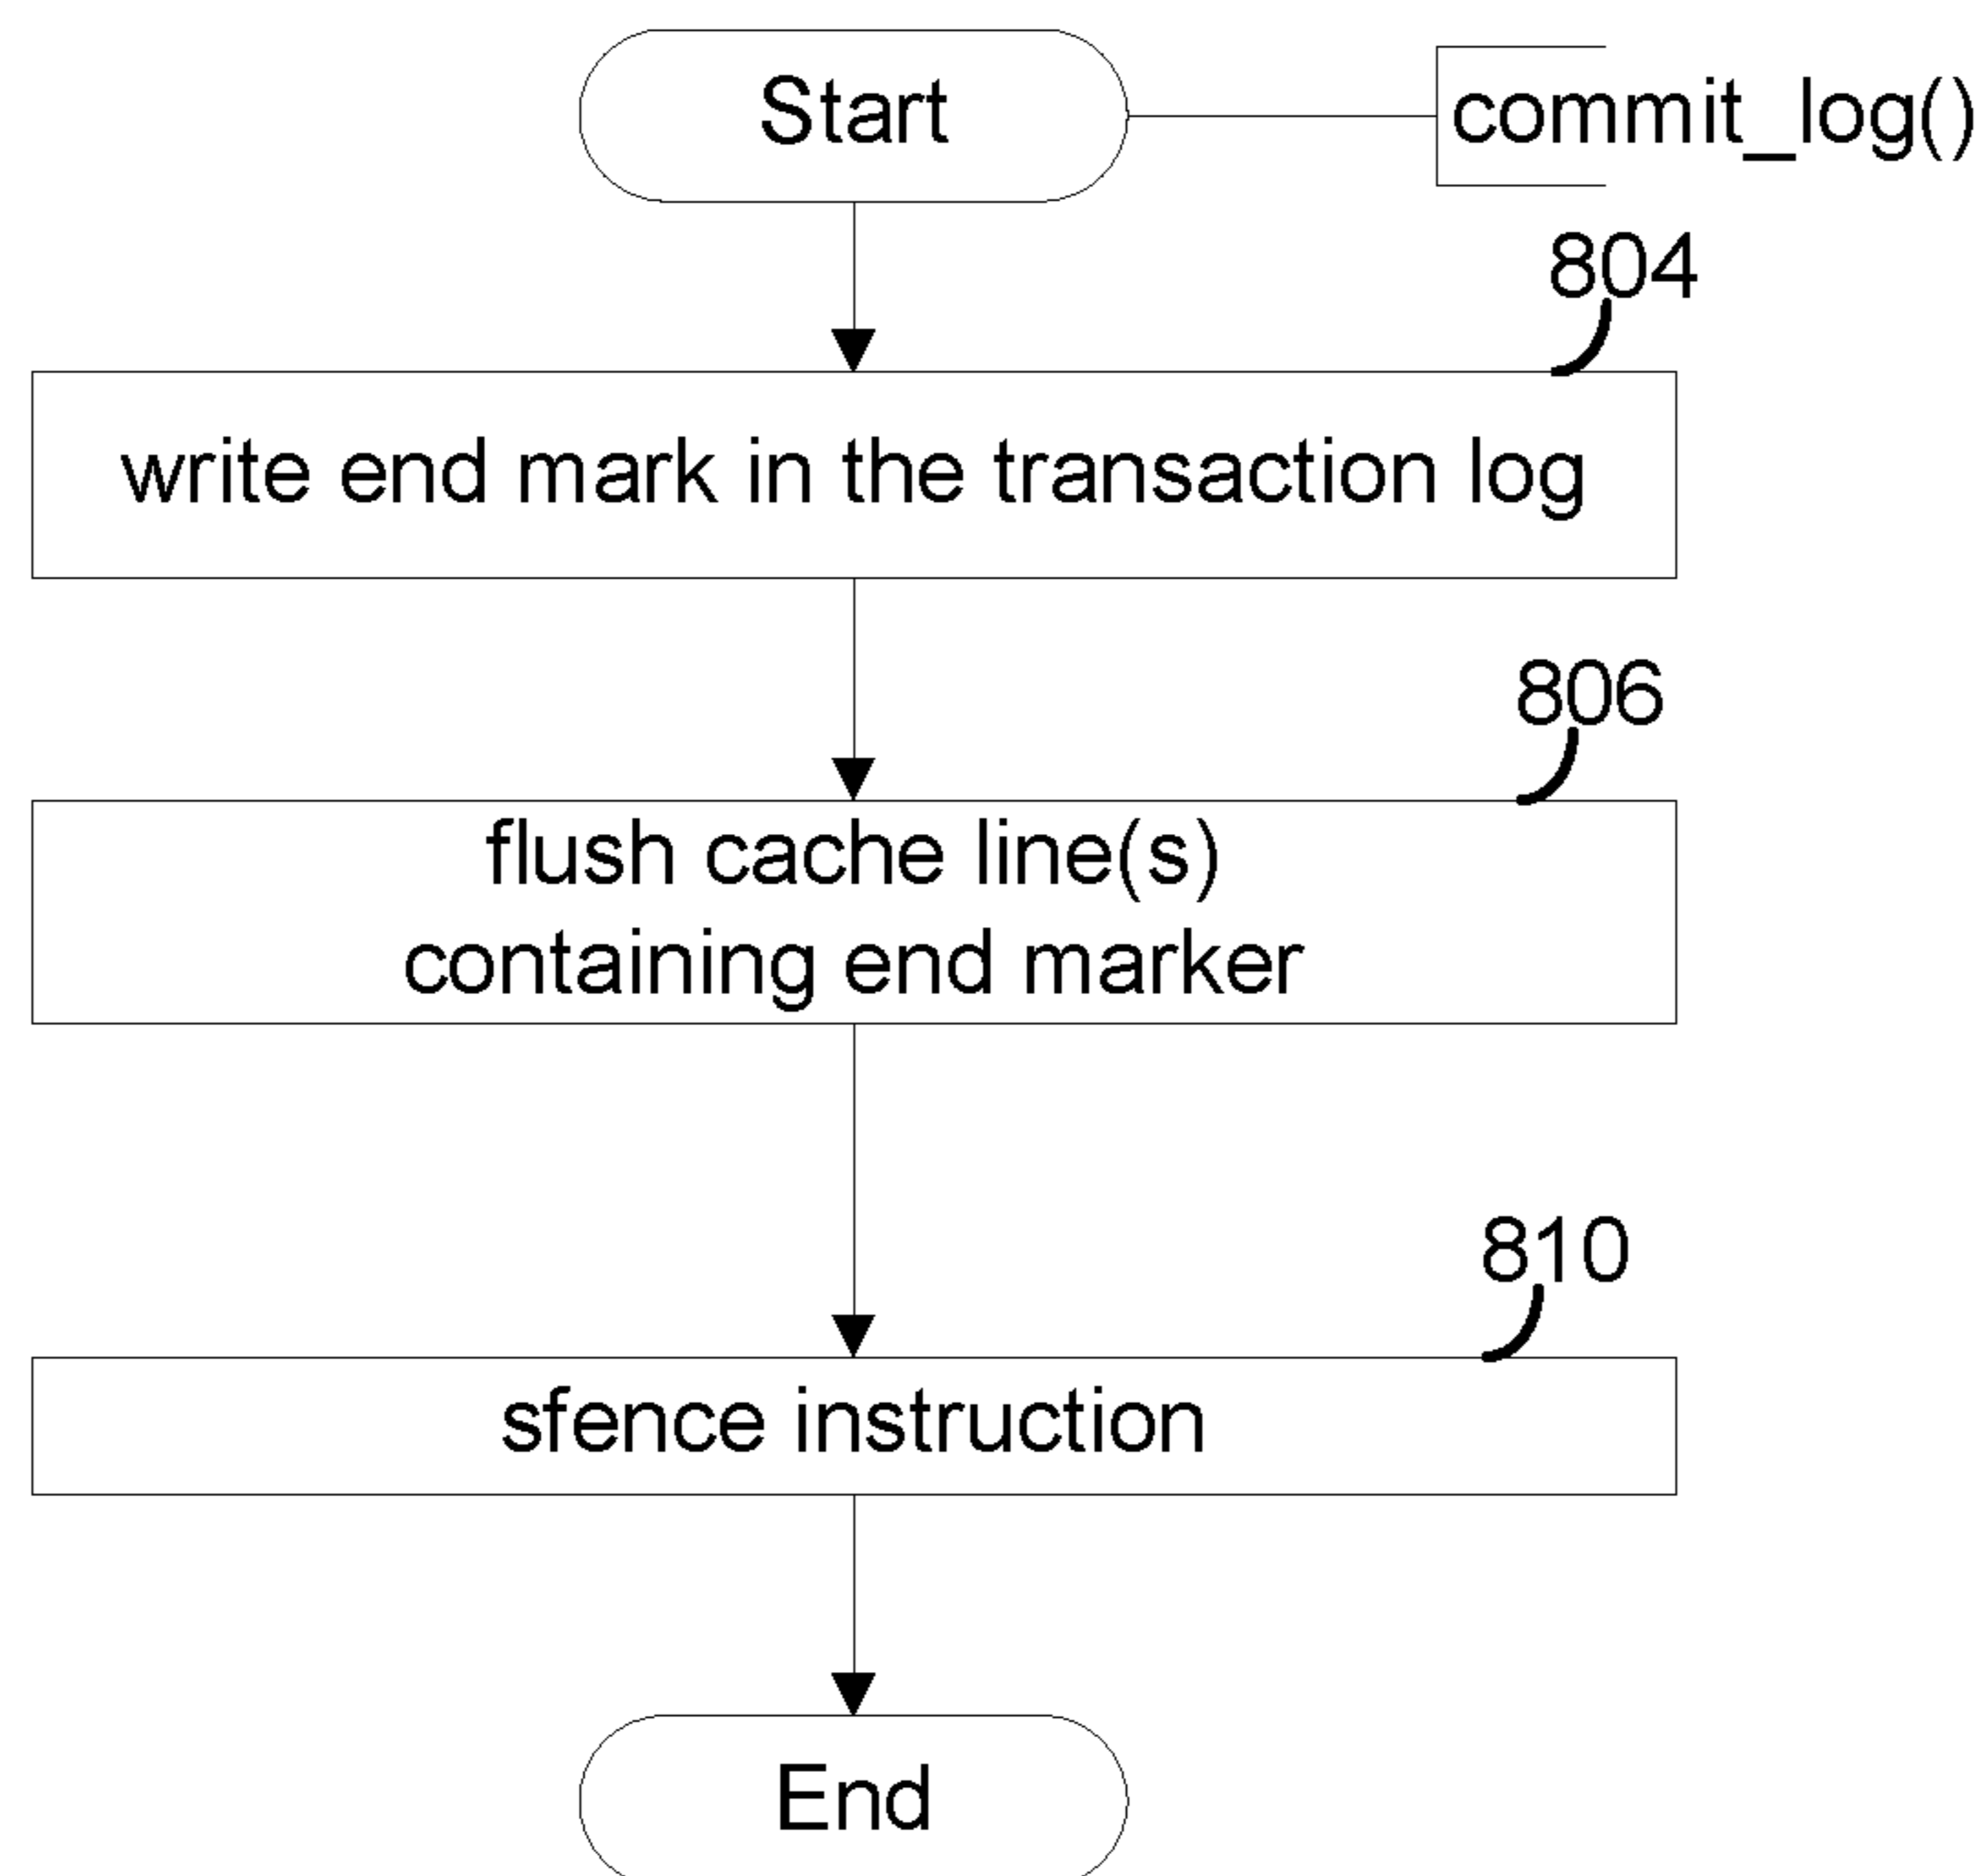 Start
commit_log()
804
write end mark in the transaction log
806
flush cache line(s)
containing end marker
810
sfence instruction
End